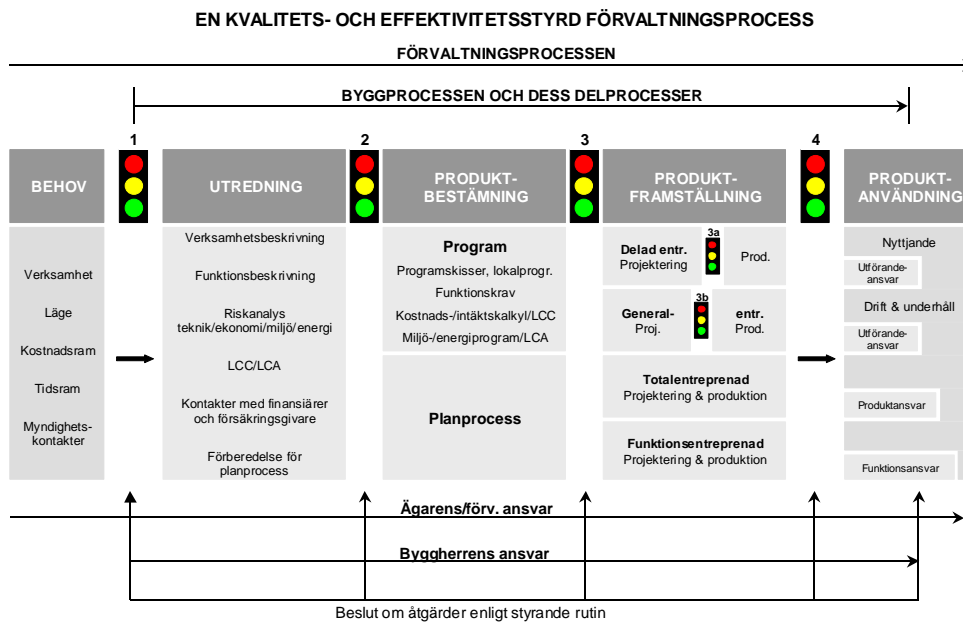 EN KVALITETS- OCH EFFEKTIVITETSSTYRD FÖRVALTNINGSPROCESS
FÖRVALTNINGSPROCESSEN
BYGGPROCESSEN OCH DESS DELPROCESSER
1
2
3
4
BEHOV
UTREDNING
PRODUKT-
BESTÄMNING
PRODUKT-
FRAMSTÄLLNING
PRODUKT-
ANVÄNDNING
Verksamhet
Läge
Kostnadsram
Tidsram
Myndighets-
kontakter
Verksamhetsbeskrivning
Funktionsbeskrivning
Riskanalys
teknik/ekonomi/miljö/energi
LCC/LCA
Kontakter med finansiärer
och försäkringsgivare
Förberedelse för
planprocess
Program
Programskisser, lokalprogr.
Funktionskrav
Kostnads-/intäktskalkyl/LCC
Miljö-/energiprogram/LCA
Planprocess
Delad entr.
Projektering
3a
Prod.
General-
Proj.
3b
entr.
Prod.
Totalentreprenad
Projektering & produktion
Funktionsentreprenad
Projektering & produktion
Nyttjande
Utförande-
ansvar
Drift & underhåll
Utförande-
ansvar
Produktansvar
Funktionsansvar
Ägarens/förv. ansvar
Byggherrens ansvar
Beslut om åtgärder enligt styrande rutin